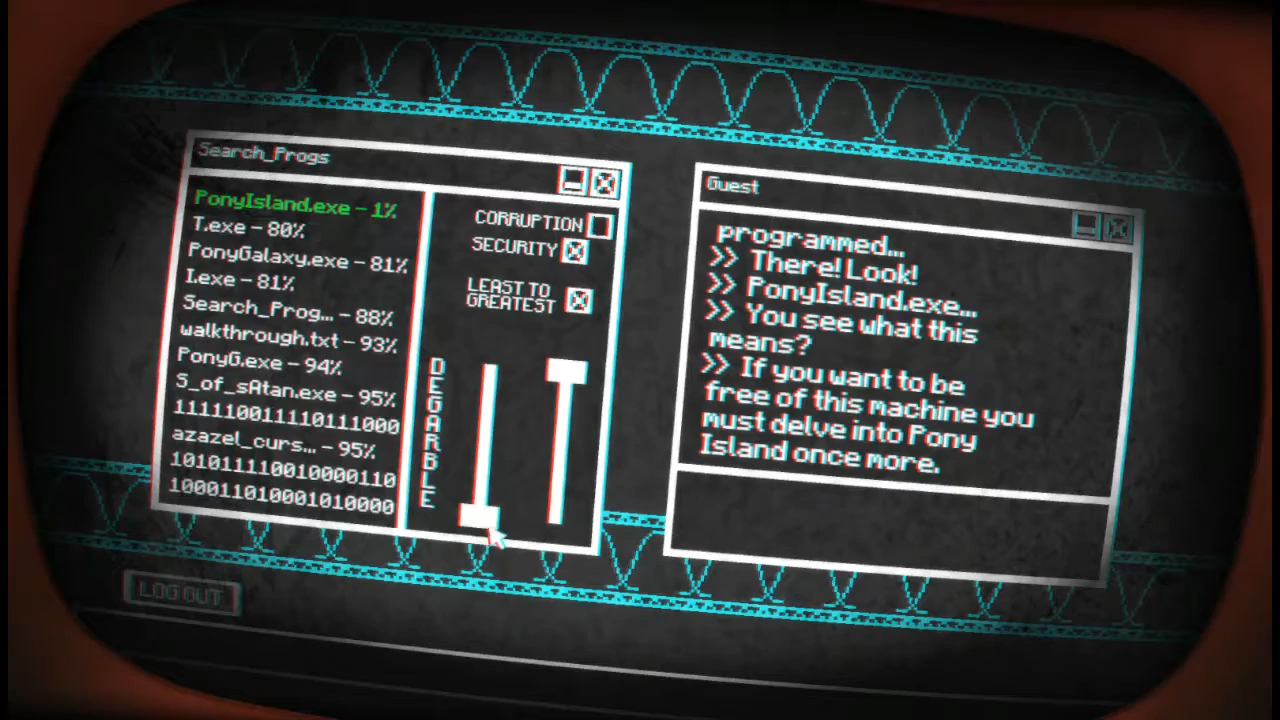 Search_Progs
PonyIsland.exe - 1%
T.exe - 80%
PonyGalaxy.exe - 81%
I.exe - 81%
Search_Prog... - 88%
walkthrough.txt - 93%
PonyG.exe - 94%
S_of_sAtan.exe - 95%
1111100111101110​00
azazel_curs... - 95%
101011110010000110
100011010001010000
CORRUPTION
SECURITY
LEAST TO
GREATEST
DEGARBLE
LOG OUT
Guest
programmed...
>> There! Look!
>> PonyIsland.exe...
>> You see what this
means?
>> If you want to be
free of this machine you
must delve into Pony
Island once more.